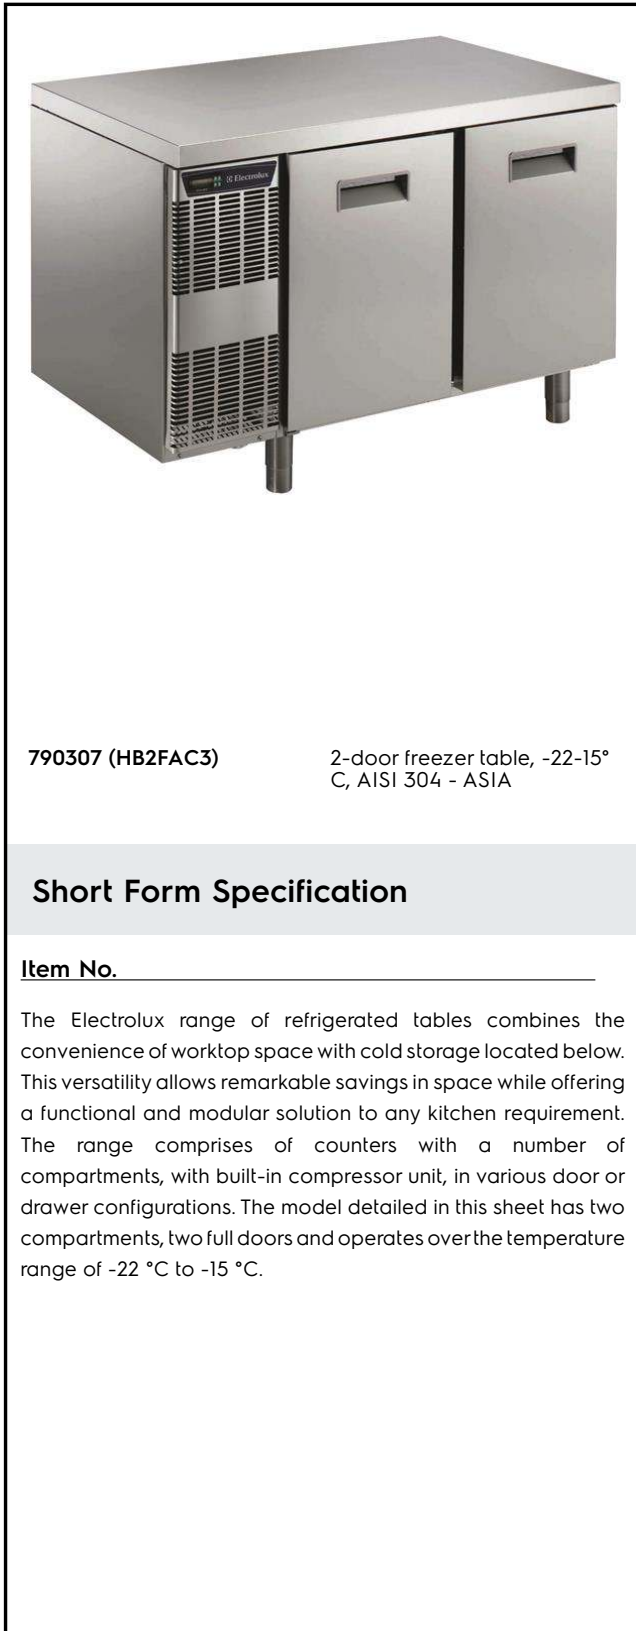 Electrolux
790307 (HB2FAC3)
2-door freezer table, -22-15°
C, AISI 304 - ASIA
Short Form Specification
Item No.
The Electrolux range of refrigerated tables combines the
convenience of worktop space with cold storage located below.
This versatility allows remarkable savings in space while offering
a functional and modular solution to any kitchen requirement.
The range comprises of counters with a number of
compartments, with built-in compressor unit, in various door or
drawer configurations. The model detailed in this sheet has two
compartments, two full doors and operates over the temperature
range of -22 °C to -15 °C.